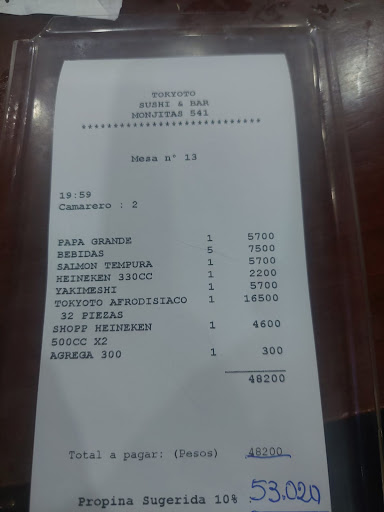 TOKYOTO
SUSHI & BAR
MONJITAS 541
****************************
Mesa n° 13
19:59
Camarero : 2
PAPA GRANDE 1 5700
BEBIDAS 5 7500
SALMON TEMPURA 1 5700
HEINEKEN 330CC 1 2200
YAKIMESHI 1 5700
TOKYOTO AFRODISIACO 1 16500
32 PIEZAS
SHOPP HEINEKEN 1 4600
500CC X2
AGREGA 300 1 300
48200
Total a pagar: (Pesos) 48200
Propina Sugerida 10% 53.020